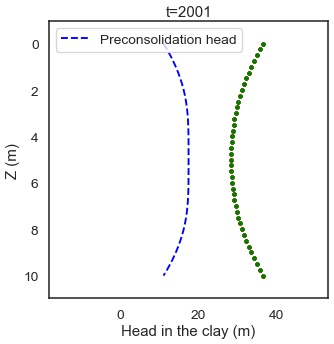 t=2001
Preconsolidation head
0
2
4
6
8
10
Z (m)
0
20
40
Head in the clay (m)